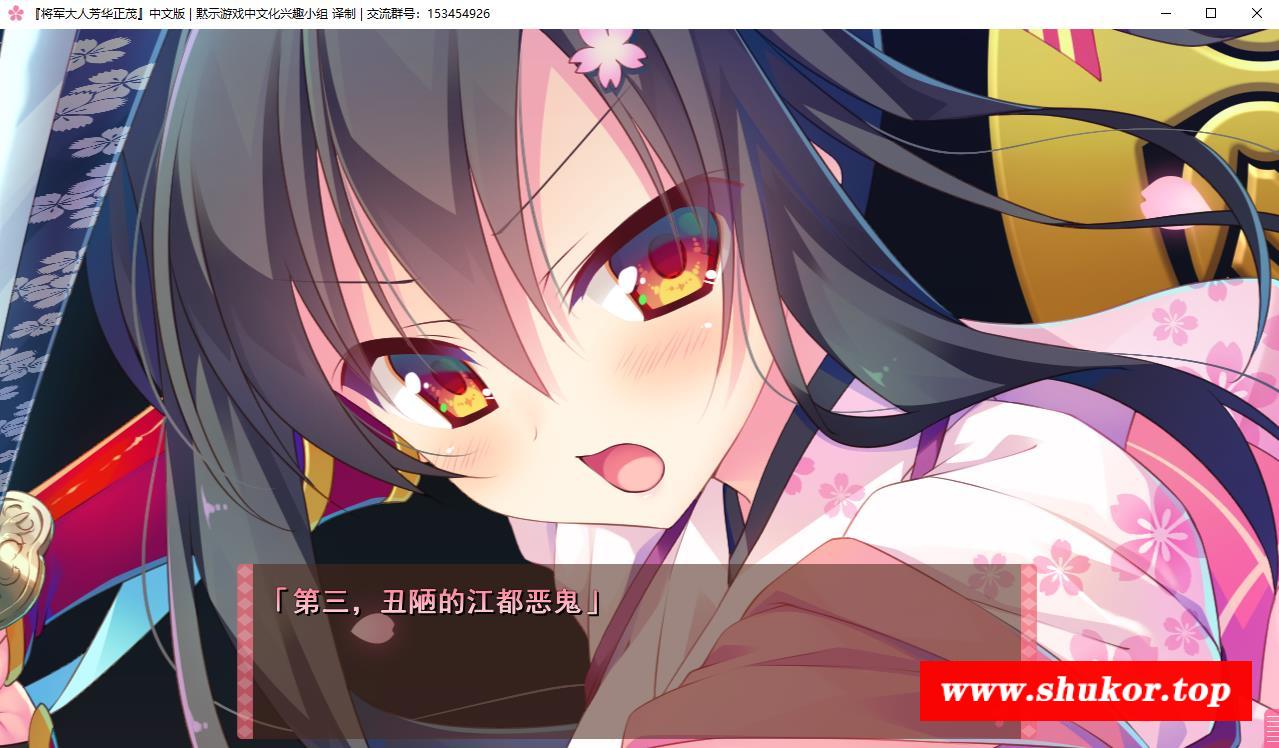 『将军大人芳华正茂』中文版 | 默示游戏中文化兴趣小组 译制 | 交流群号：153454926
「第三，丑陋的江都恶鬼」
www.shukor.top